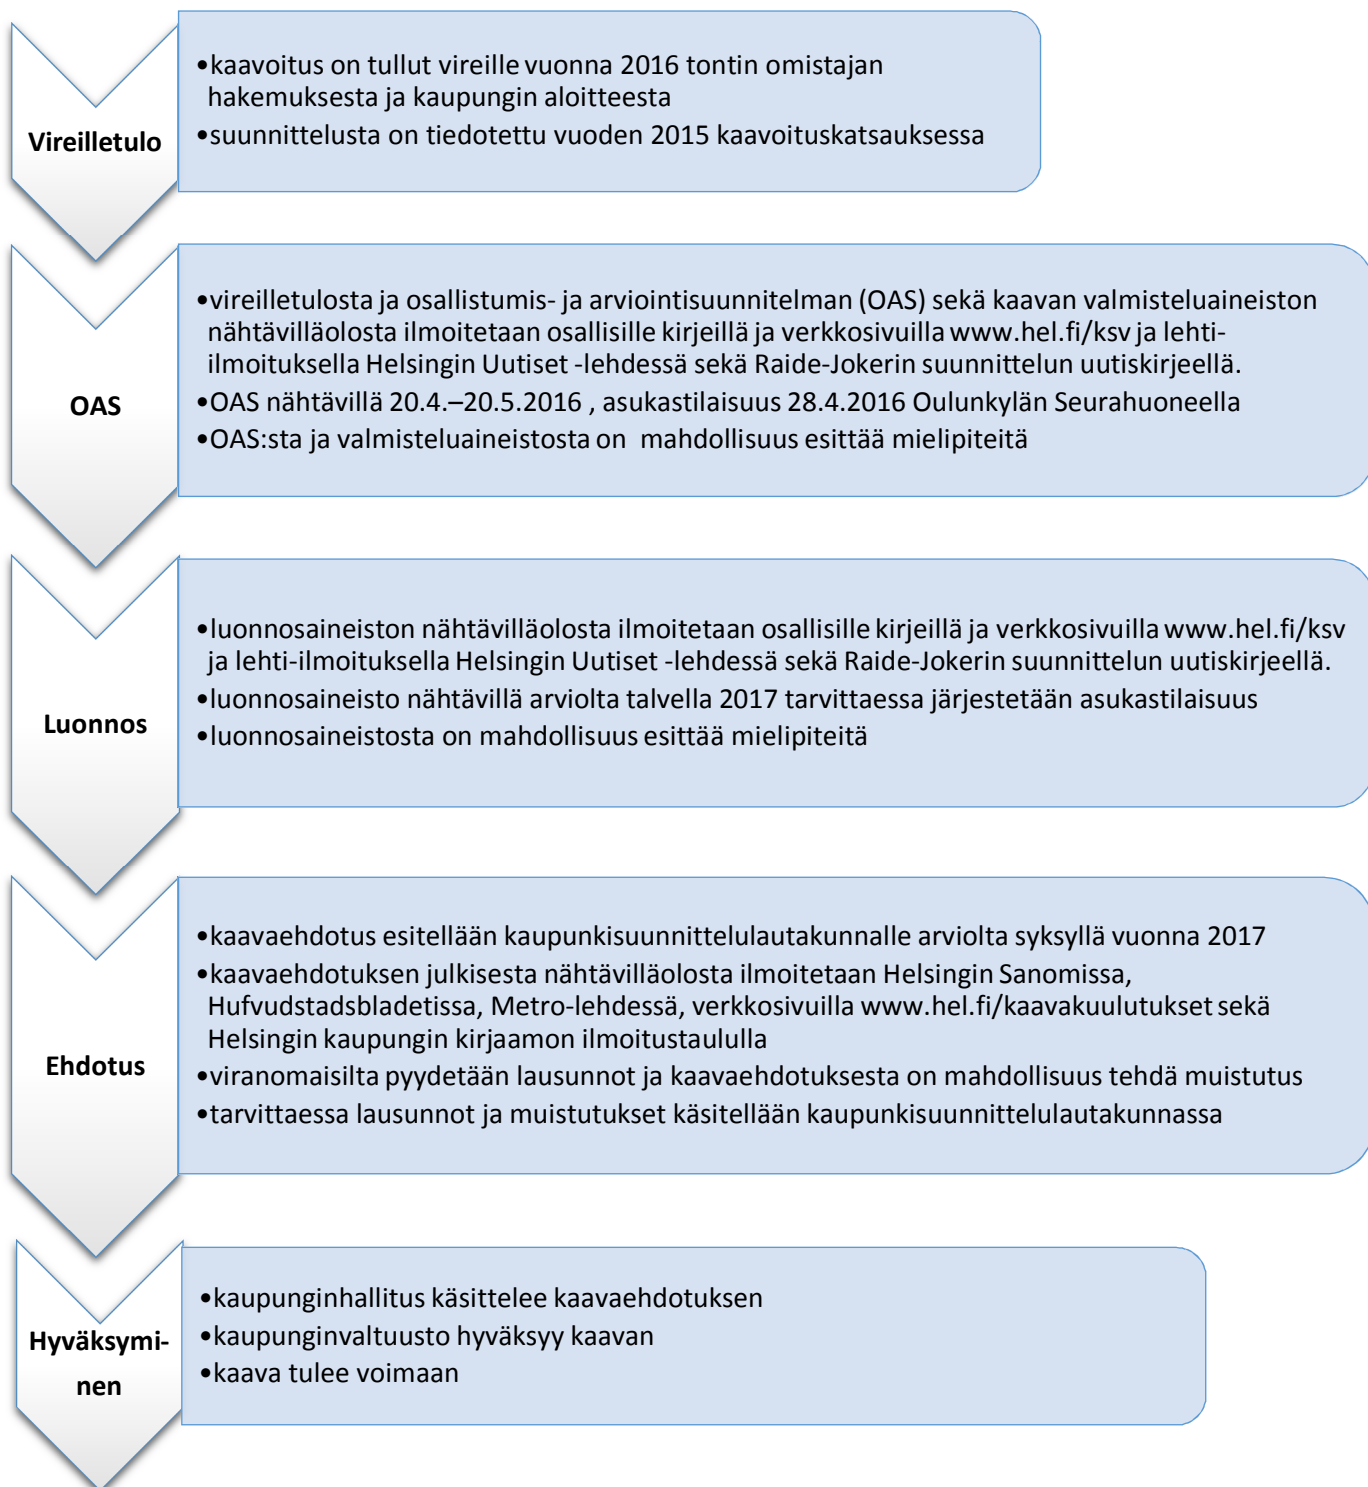 Vireilletulo
•kaavoitus on tullut vireille vuonna 2016 tontin omistajan
hakemuksesta ja kaupungin aloitteesta
•suunnittelusta on tiedotettu vuoden 2015 kaavoituskatsauksessa
OAS
•vireilletulosta ja osallistumis- ja arviointisuunnitelman (OAS) sekä kaavan valmisteluaineiston
nähtävilläolosta ilmoitetaan osallisille kirjeillä ja verkkosivuilla www.hel.fi/ksv ja lehti-
ilmoituksella Helsingin Uutiset -lehdessä sekä Raide-Jokerin suunnittelun uutiskirjeellä.
•OAS nähtävillä 20.4.–20.5.2016 , asukastilaisuus 28.4.2016 Oulunkylän Seurahuoneella
•OAS:sta ja valmisteluaineistosta on mahdollisuus esittää mielipiteitä
Luonnos
•luonnosaineiston nähtävilläolosta ilmoitetaan osallisille kirjeillä ja verkkosivuilla www.hel.fi/ksv
ja lehti-ilmoituksella Helsingin Uutiset -lehdessä sekä Raide-Jokerin suunnittelun uutiskirjeellä.
•luonnosaineisto nähtävillä arviolta talvella 2017 tarvittaessa järjestetään asukastilaisuus
•luonnosaineistosta on mahdollisuus esittää mielipiteitä
Ehdotus
•kaavaehdotus esitellään kaupunkisuunnittelulautakunnalle arviolta syksyllä vuonna 2017
•kaavaehdotuksen julkisesta nähtävilläolosta ilmoitetaan Helsingin Sanomissa,
Hufvudstadsbladetissa, Metro-lehdessä, verkkosivuilla www.hel.fi/kaavakuulutukset sekä
Helsingin kaupungin kirjaamon ilmoitustaululla
•viranomaisilta pyydetään lausunnot ja kaavaehdotuksesta on mahdollisuus tehdä muistutus
•tarvittaessa lausunnot ja muistutukset käsitellään kaupunkisuunnittelulautakunnassa
Hyväksymi-
nen
•kaupunginhallitus käsittelee kaavaehdotuksen
•kaupunginvaltuusto hyväksyy kaavan
•kaava tulee voimaan